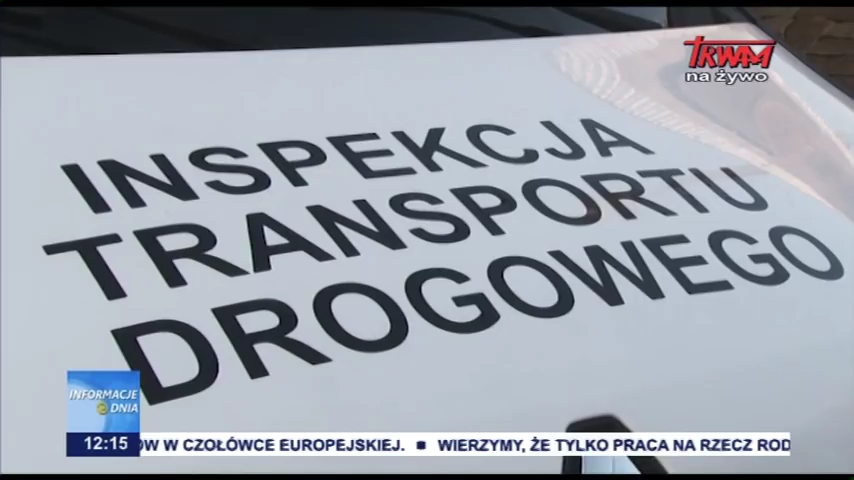 TRWAM
na żywo
INSPEKCJA
TRANSPORTU
DROGOWEGO
INFORMACJE
DNIA
12:15
ÓW W CZOŁÓWCE EUROPEJSKIEJ. ■ WIERZYMY, ŻE TYLKO PRACA NA RZECZ ROD